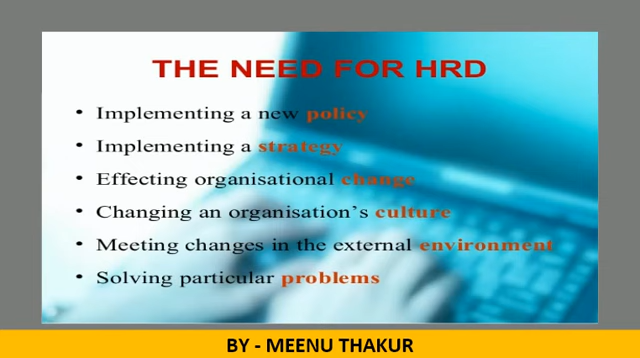 THE NEED FOR HRD
• Implementing a new policy
• Implementing a strategy
• Effecting organisational change
• Changing an organisation's culture
• Meeting changes in the external environment
• Solving particular problems
BY - MEENU THAKUR